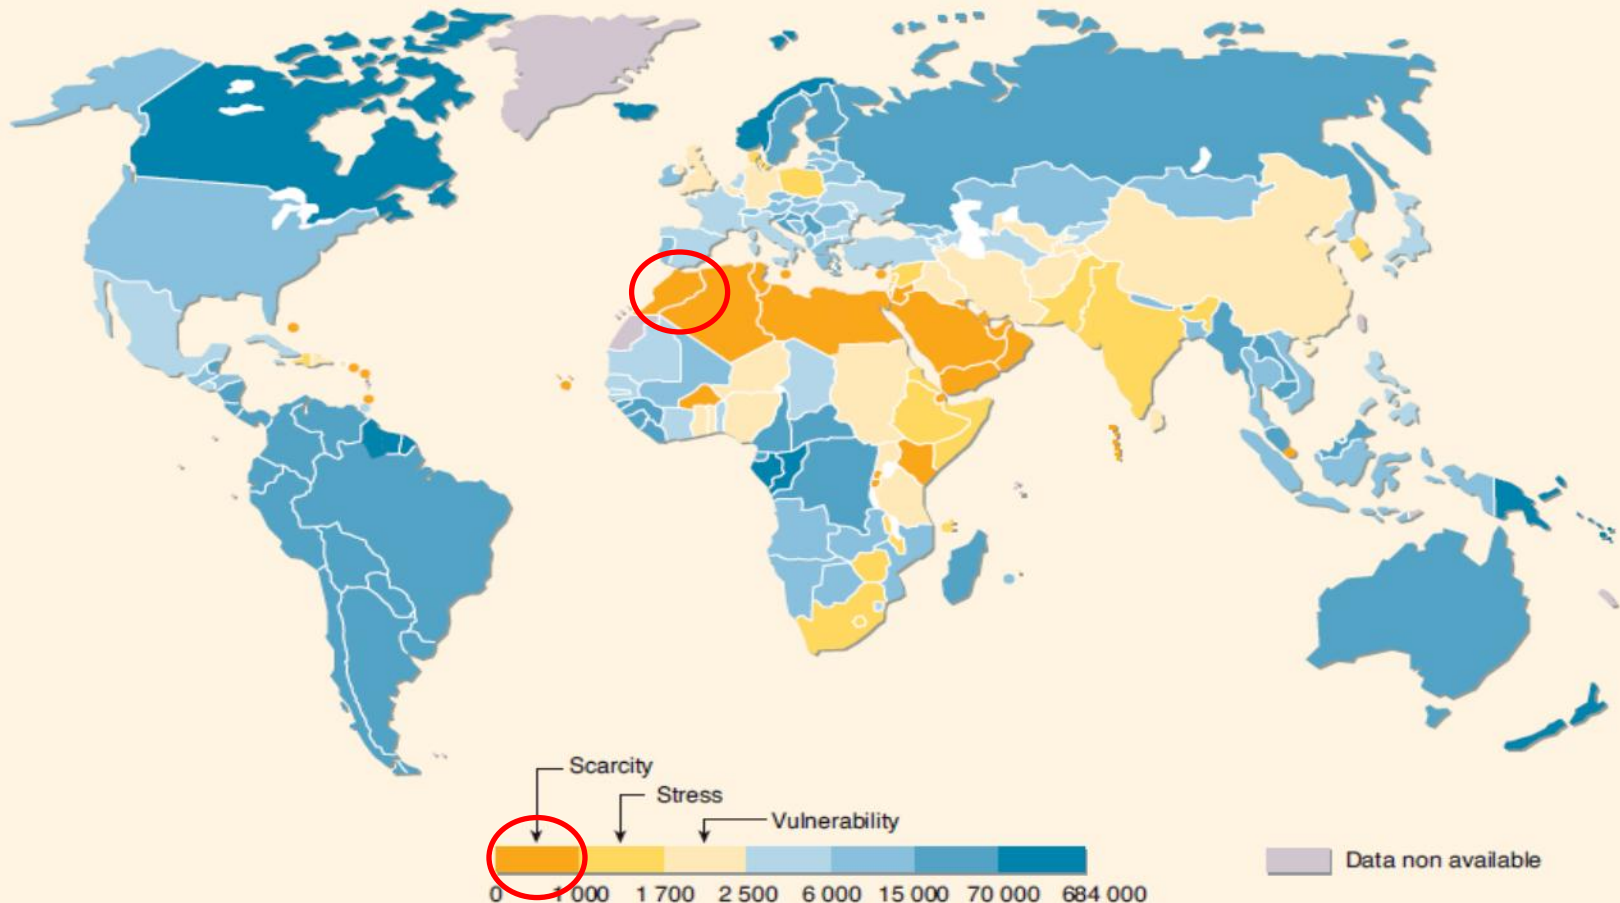 Scarcity
Stress
Vulnerability
Data non available
0 1 000 1 700 2 500 6 000 15 000 70 000 684 000